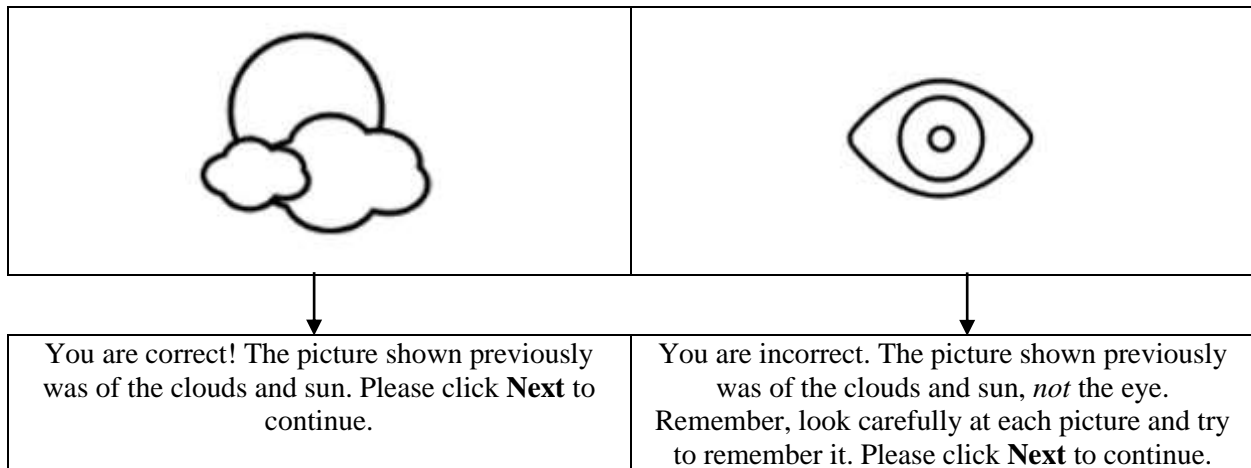 You are correct! The picture shown previously
was of the clouds and sun. Please click Next to
continue.
You are incorrect. The picture shown previously
was of the clouds and sun, not the eye.
Remember, look carefully at each picture and try
to remember it. Please click Next to continue.